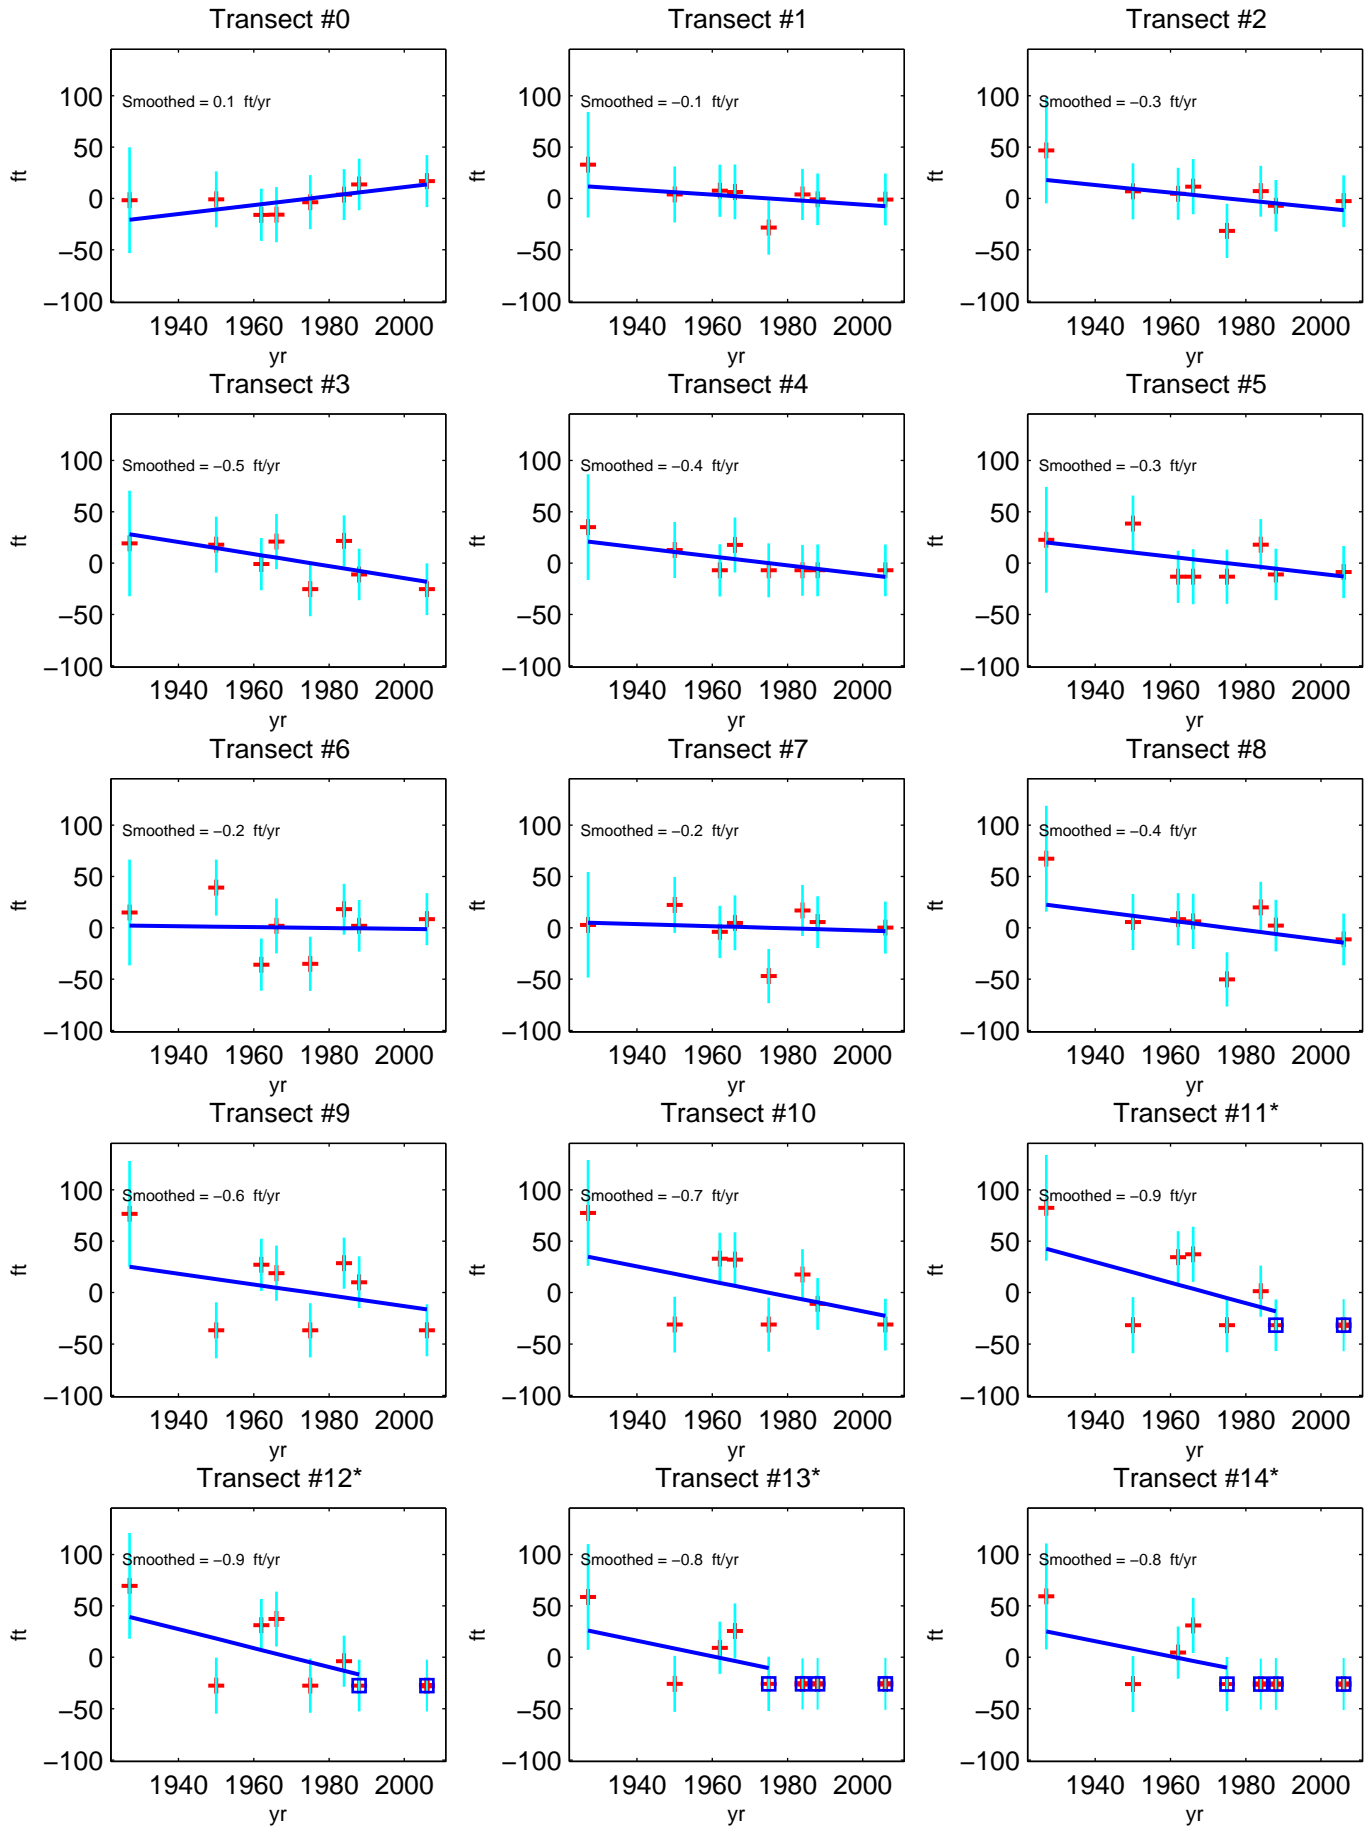 Transect #0
Transect #1
Transect #2
100
50
0
−50
−100
ft
Smoothed = 0.1 ft/yr
1940 1960 1980 2000
yr
100
50
0
−50
−100
ft
Smoothed = −0.1 ft/yr
1940 1960 1980 2000
yr
100
50
0
−50
−100
ft
Smoothed = −0.3 ft/yr
1940 1960 1980 2000
yr
Transect #3
Transect #4
Transect #5
100
50
0
−50
−100
ft
Smoothed = −0.5 ft/yr
1940 1960 1980 2000
yr
100
50
0
−50
−100
ft
Smoothed = −0.4 ft/yr
1940 1960 1980 2000
yr
100
50
0
−50
−100
ft
Smoothed = −0.3 ft/yr
1940 1960 1980 2000
yr
Transect #6
Transect #7
Transect #8
100
50
0
−50
−100
ft
Smoothed = −0.2 ft/yr
1940 1960 1980 2000
yr
100
50
0
−50
−100
ft
Smoothed = −0.2 ft/yr
1940 1960 1980 2000
yr
100
50
0
−50
−100
ft
Smoothed = −0.4 ft/yr
1940 1960 1980 2000
yr
Transect #9
Transect #10
Transect #11*
100
50
0
−50
−100
ft
Smoothed = −0.6 ft/yr
1940 1960 1980 2000
yr
100
50
0
−50
−100
ft
Smoothed = −0.7 ft/yr
1940 1960 1980 2000
yr
100
50
0
−50
−100
ft
Smoothed = −0.9 ft/yr
1940 1960 1980 2000
yr
Transect #12*
Transect #13*
Transect #14*
100
50
0
−50
−100
ft
Smoothed = −0.9 ft/yr
1940 1960 1980 2000
yr
100
50
0
−50
−100
ft
Smoothed = −0.8 ft/yr
1940 1960 1980 2000
yr
100
50
0
−50
−100
ft
Smoothed = −0.8 ft/yr
1940 1960 1980 2000
yr